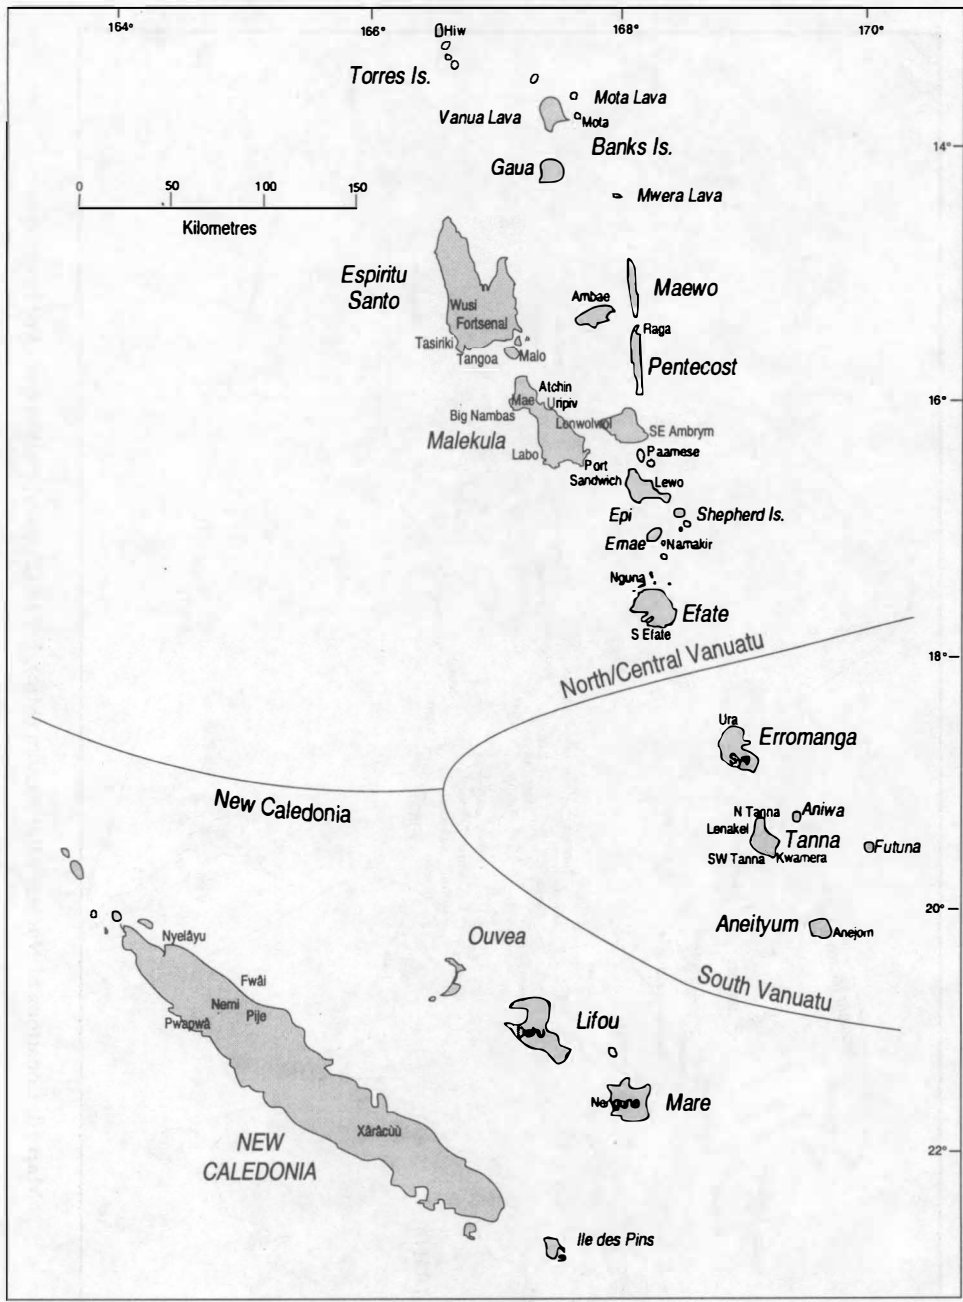 164°
166°
168°
170°
Hiw
Torres Is.
Mota Lava
Vanua Lava
Mota
Banks Is.
14°
Gaua
Mwera Lava
0 50 100 150
Kilometres
Espiritu
Santo
Maewo
Ambae
Wusi
Fortsenal
Raga
Tasiriki
Tangoa
Malo
Pentecost
Atchin
Mae
Uripiv
16°
Big Nambas
Lenwolwol
SE Ambrym
Malekula
Labo
Paamese
Port
Sandwich
Lewo
Epi
Shepherd Is.
Emae
Namakir
Nguna
Efate
S Efate
North/Central Vanuatu
18°
Ura
Erromanga
Sye
New Caledonia
N Tanna
Aniwa
Lenakel
Tanna
Futuna
SW Tanna
Kwamera
20°
Aneityum
Anejom
Nyelâyu
Ouvea
South Vanuatu
Fwâi
Nemi
Pije
Pwapwâ
Lifou
Dehu
Nengone
Mare
Xârâcùù
NEW
CALEDONIA
22°
Ile des Pins